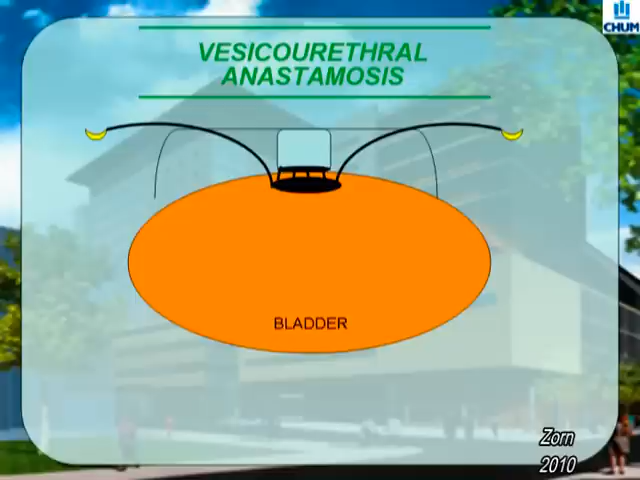 CHUM
VESICOURETHRAL
ANASTAMOSIS
BLADDER
Zorn
2010